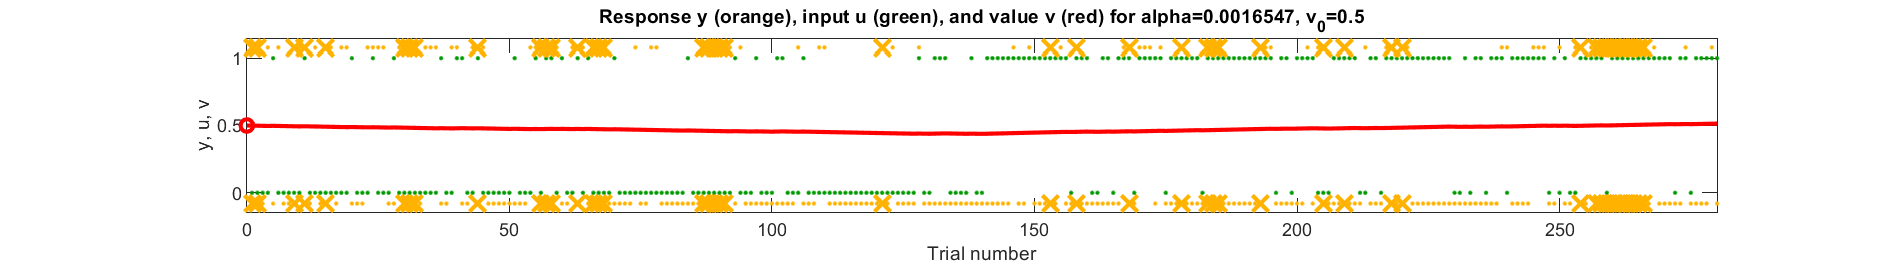 Response y (orange), input u (green), and value v (red) for alpha=0.0016547, v0=0.5
y, u, v
1
0.5
0
0 50 100 150 200 250
Trial number